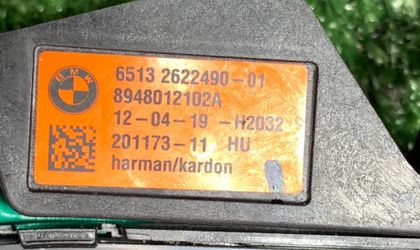 BMW
6513 2622490-01
8948012102A
12-04-19-H2032
201173-11 HU
harman/kardon